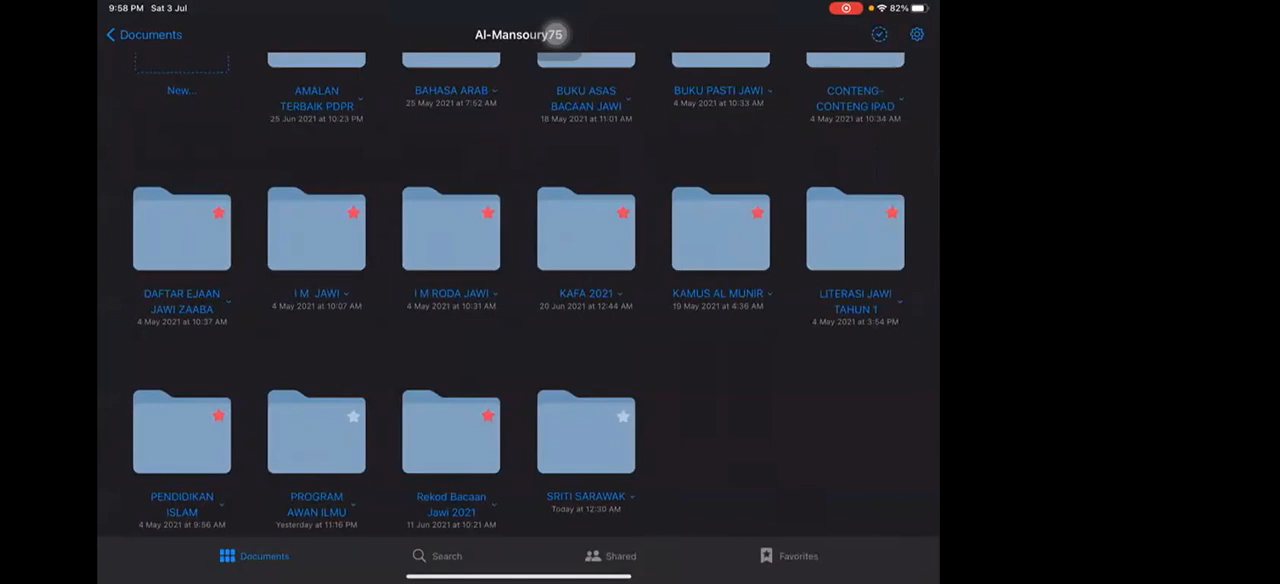 9:58 PM Sat 3 Jul
82%
Documents
Al-Mansoury75
New...
AMALAN
TERBAIK PDPR
25 Jun 2021 at 10:23 PM
BAHASA ARAB
25 May 2021 at 7:52 AM
BUKU ASAS
BACAAN JAWI
18 May 2021 at 11:01 AM
BUKU PASTI JAWI
4 May 2021 at 10:33 AM
CONTENG-
CONTENG IPAD
4 May 2021 at 10:34 AM
DAFTAR EJAAN
JAWI ZAABA
4 May 2021 at 10:37 AM
I M JAWI
4 May 2021 at 10:07 AM
I M RODA JAWI
4 May 2021 at 10:31 AM
KAFA 2021
20 Jun 2021 at 12:44 AM
KAMUS AL MUNIR
19 May 2021 at 4:36 AM
LITERASI JAWI
TAHUN 1
4 May 2021 at 3:54 PM
PENDIDIKAN
ISLAM
4 May 2021 at 9:56 AM
PROGRAM
AWAN ILMU
Yesterday at 11:16 PM
Rekod Bacaan
Jawi 2021
11 Jun 2021 at 10:21 AM
SRITI SARAWAK
Today at 12:30 AM
Documents
Search
Shared
Favorites